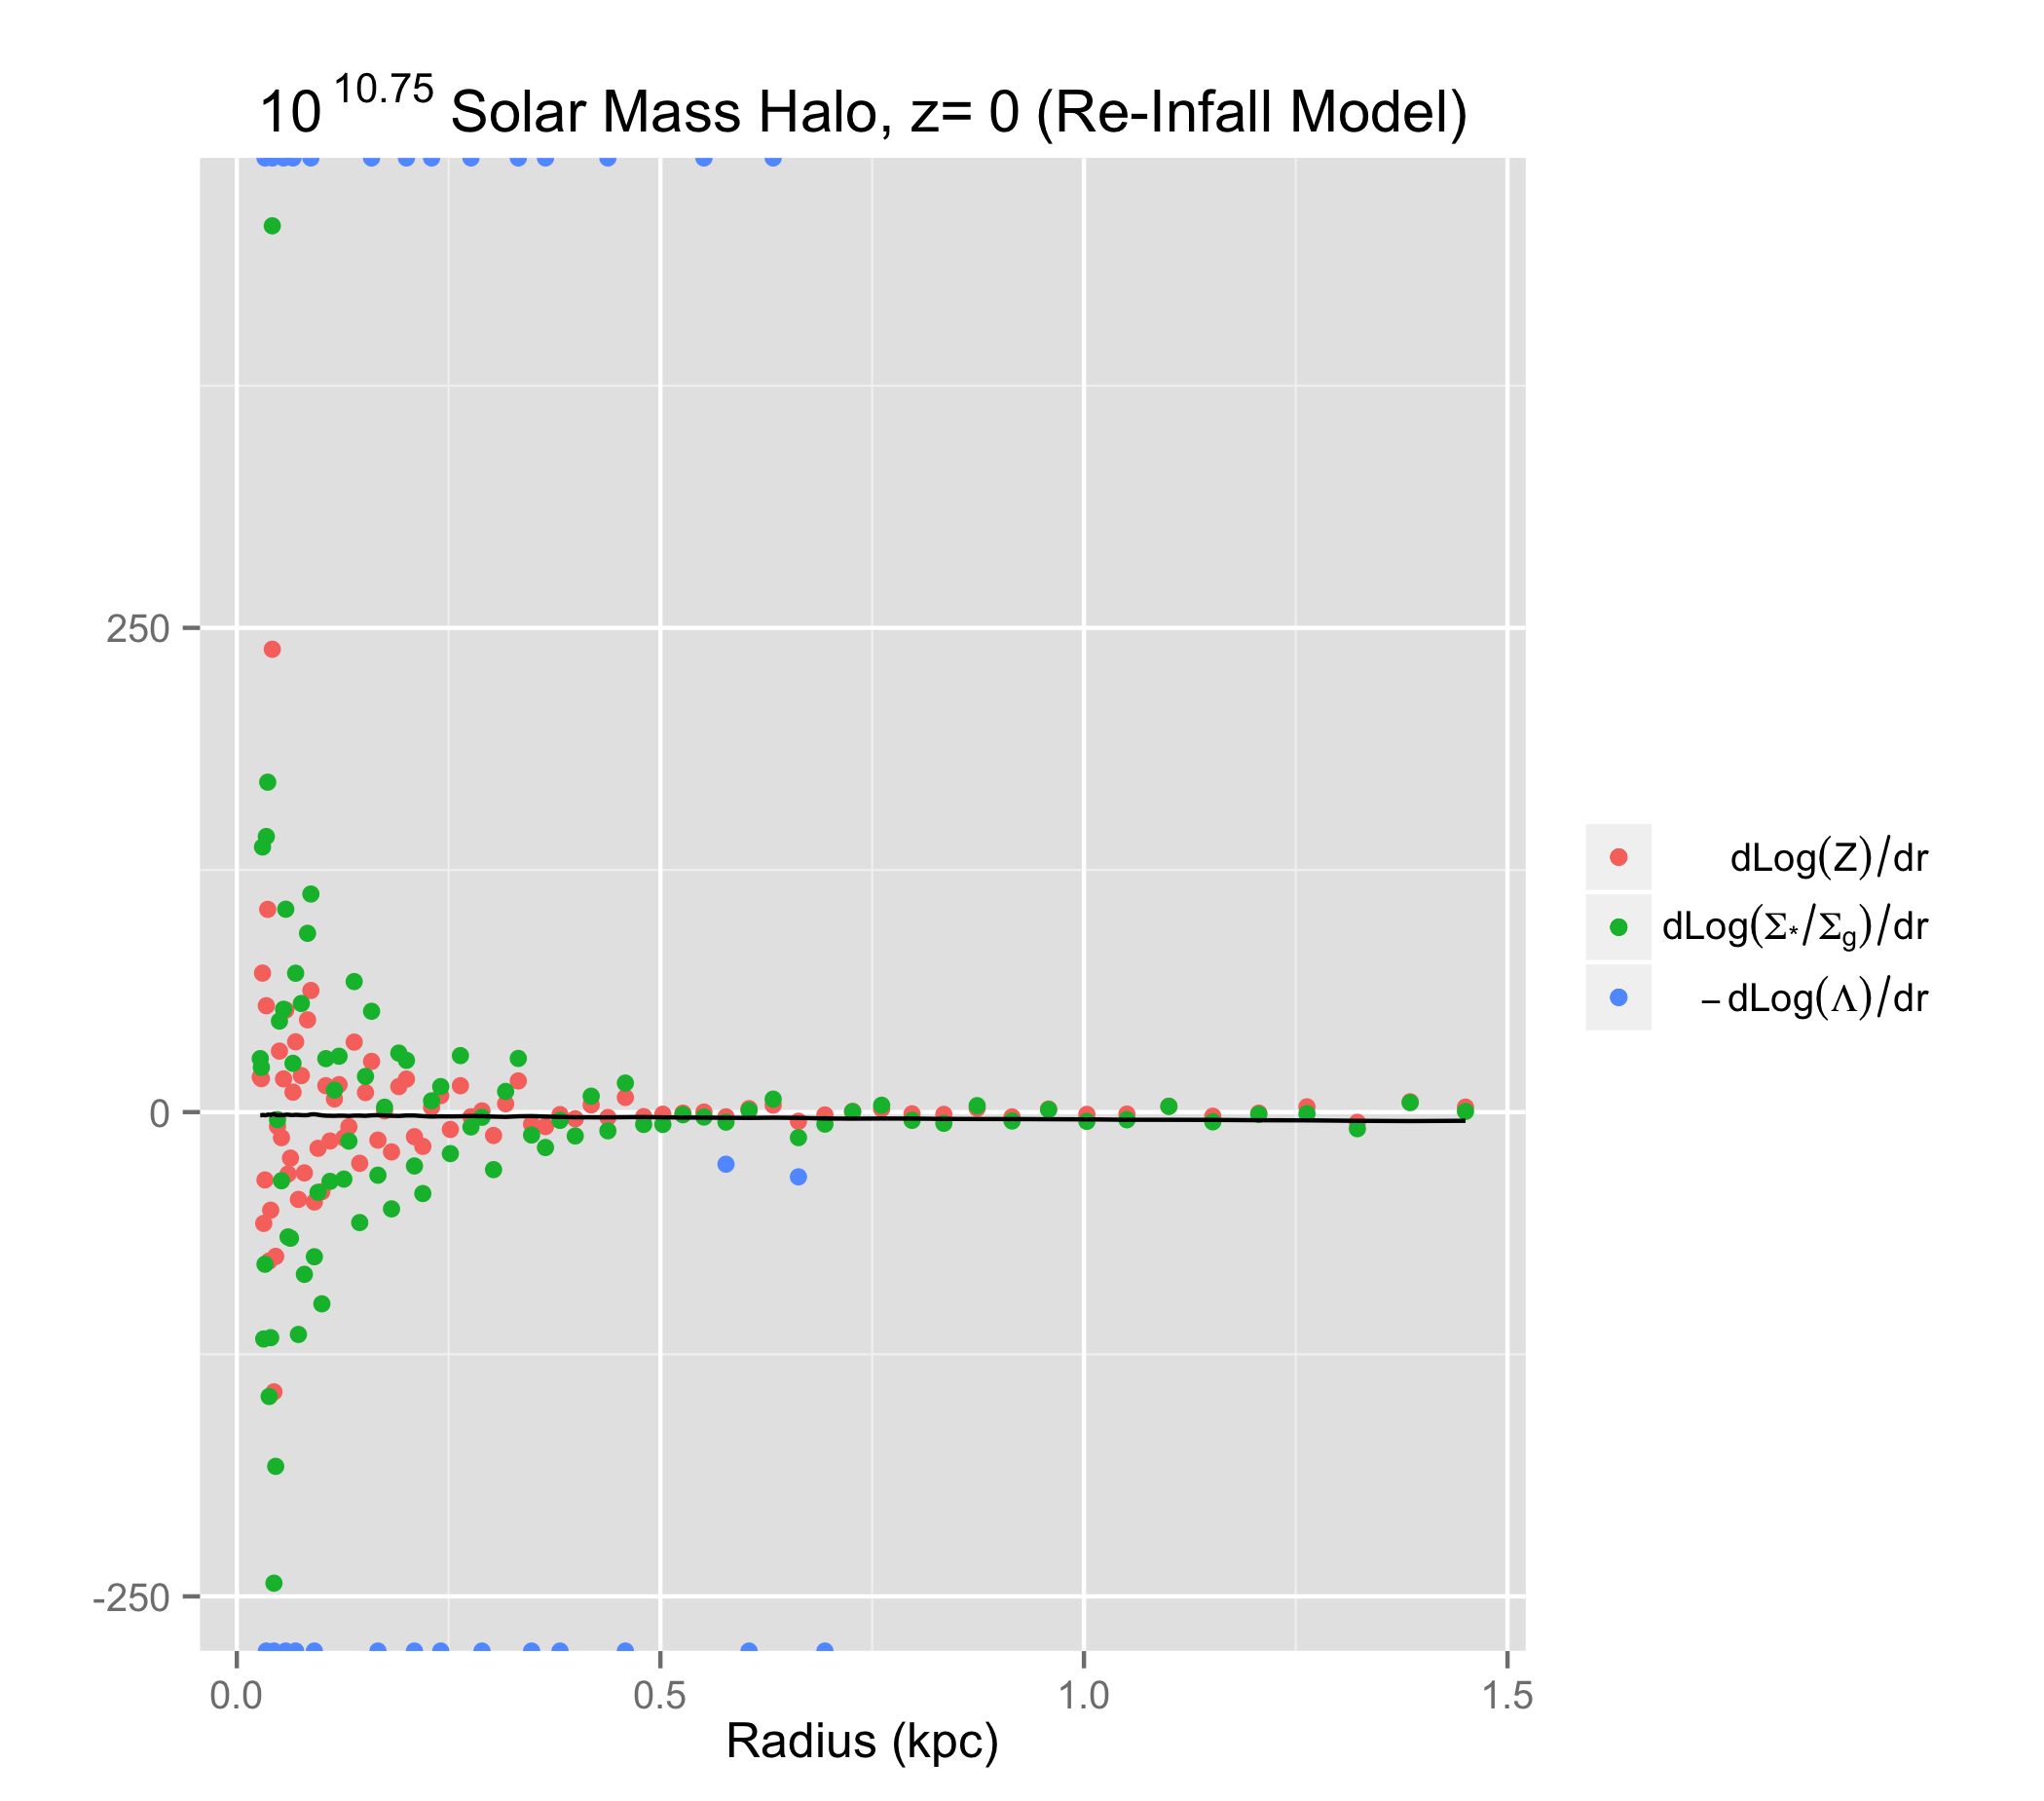 10^10.75 Solar Mass Halo, z= 0 (Re-Infall Model)
250
0
-250
0.0 0.5 1.0 1.5
Radius (kpc)
dLog(Z)/dr
dLog(Σ*/Σg)/dr
−dLog(Λ)/dr